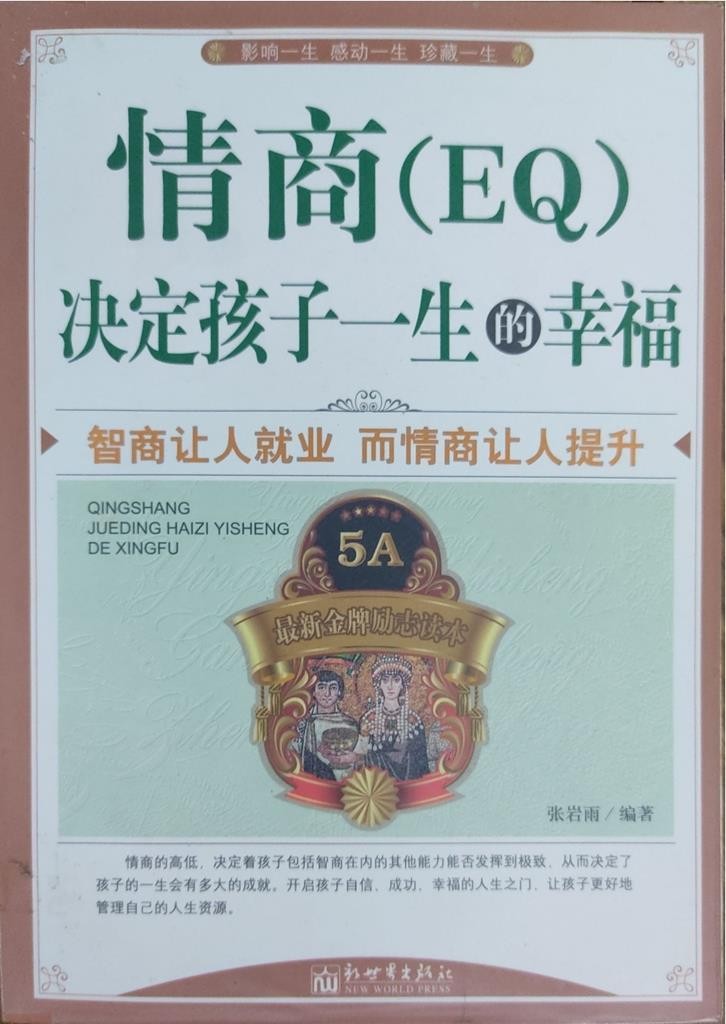 影响一生 感动一生 珍藏一生
情商(EQ)
决定孩子一生的幸福
智商让人就业 而情商让人提升
QINGSHANG
JUEDING HAIZI YISHENG
DE XINGFU
5A
最新金牌励志读本
张岩雨/编著
情商的高低，决定着孩子包括智商在内的其他能力能否发挥到极致，从而决定了
孩子的一生会有多大的成就。开启孩子自信、成功、幸福的人生之门，让孩子更好地
管理自己的人生资源。
新世界出版社
NEW WORLD PRESS